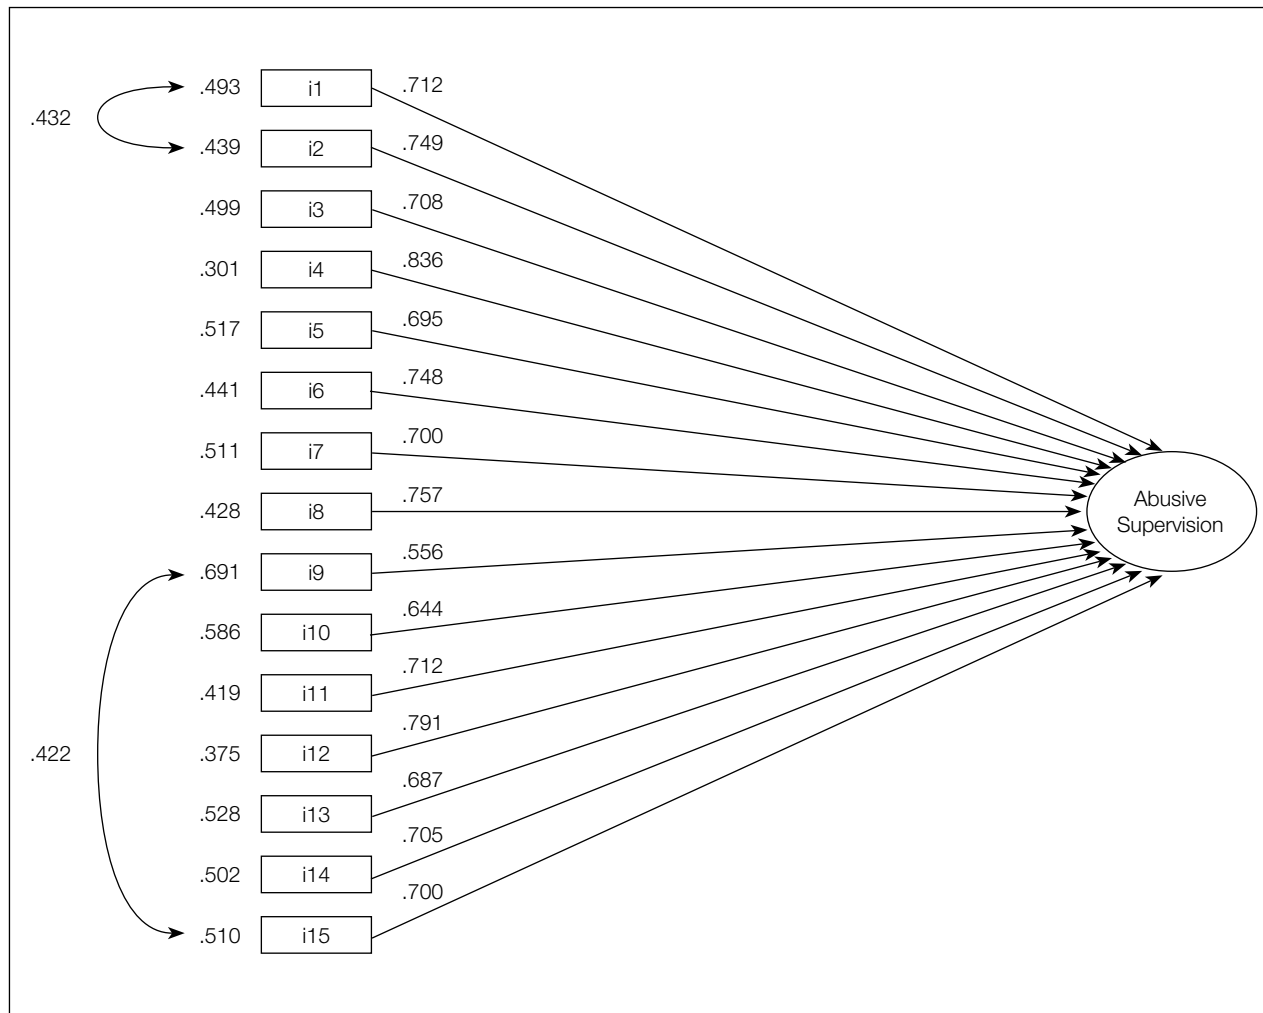 .493 i1 .712
.432
.439 i2 .749
.499 i3 .708
.301 i4 .836
.517 i5 .695
.441 i6 .748
.511 i7 .700
.428 i8 .757
Abusive
Supervision
.691 i9 .556
.586 i10 .644
.419 i11 .712
.422
.375 i12 .791
.528 i13 .687
.502 i14 .705
.510 i15 .700